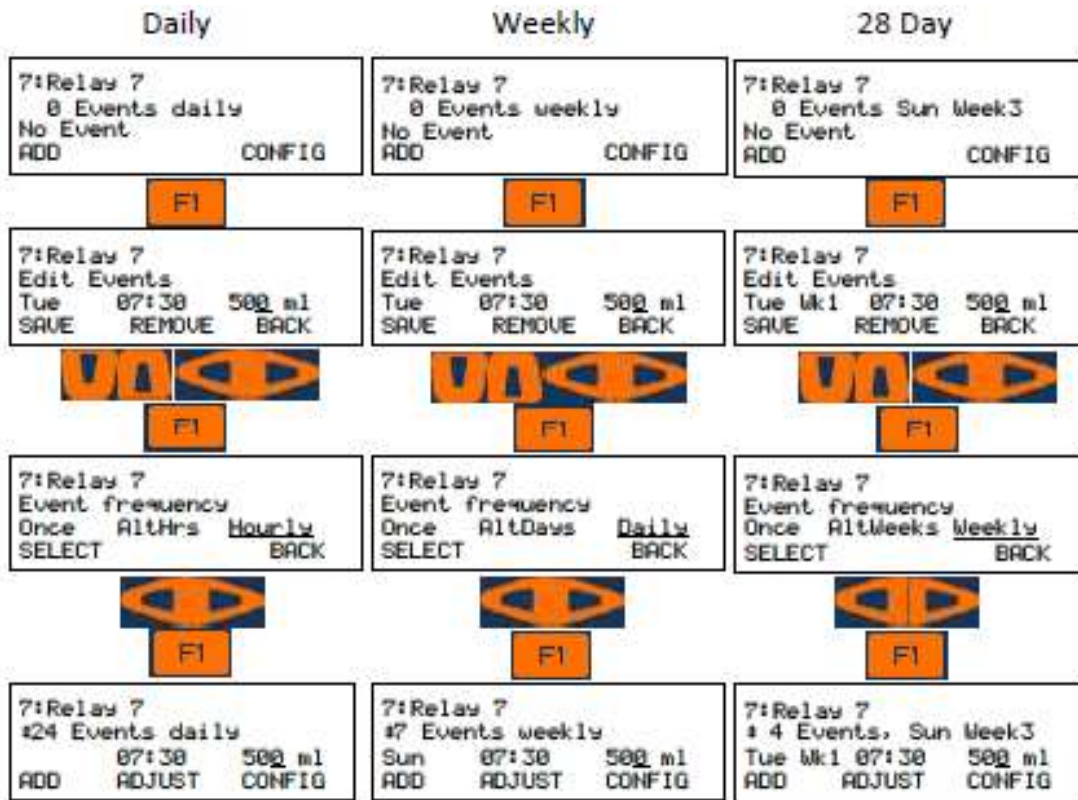 Daily Weekly 28 Day
7:Relay 7
0 Events daily
No Event
ADD CONFIG
7:Relay 7
0 Events weekly
No Event
ADD CONFIG
7:Relay 7
0 Events Sun Week3
No Event
ADD CONFIG
F1 F1 F1
7:Relay 7
Edit Events
Tue 07:30 500 ml
SAVE REMOVE BACK
7:Relay 7
Edit Events
Tue 07:30 500 ml
SAVE REMOVE BACK
7:Relay 7
Edit Events
Tue Wk1 07:30 500 ml
SAVE REMOVE BACK
F1 F1 F1
7:Relay 7
Event frequency
Once AltHrs Hourly
SELECT BACK
7:Relay 7
Event frequency
Once AltDays Daily
SELECT BACK
7:Relay 7
Event frequency
Once AltWeeks Weekly
SELECT BACK
F1 F1 F1
7:Relay 7
*24 Events daily
07:30 500 ml
ADD ADJUST CONFIG
7:Relay 7
*7 Events weekly
Sun 07:30 500 ml
ADD ADJUST CONFIG
7:Relay 7
* 4 Events, Sun Week3
Tue Wk1 07:30 500 ml
ADD ADJUST CONFIG